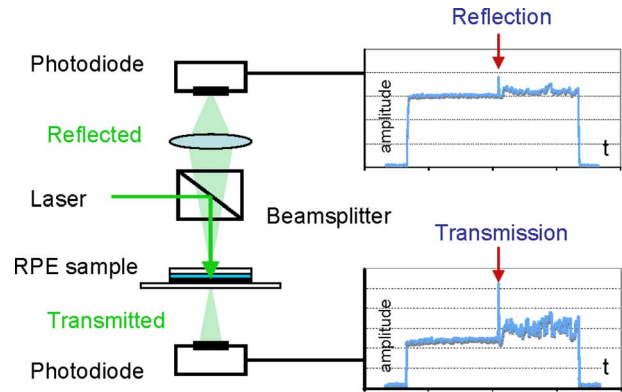 Reflection
Photodiode
amplitude
t
Reflected
Laser
Beamsplitter
RPE sample
Transmission
Transmitted
amplitude
t
Photodiode